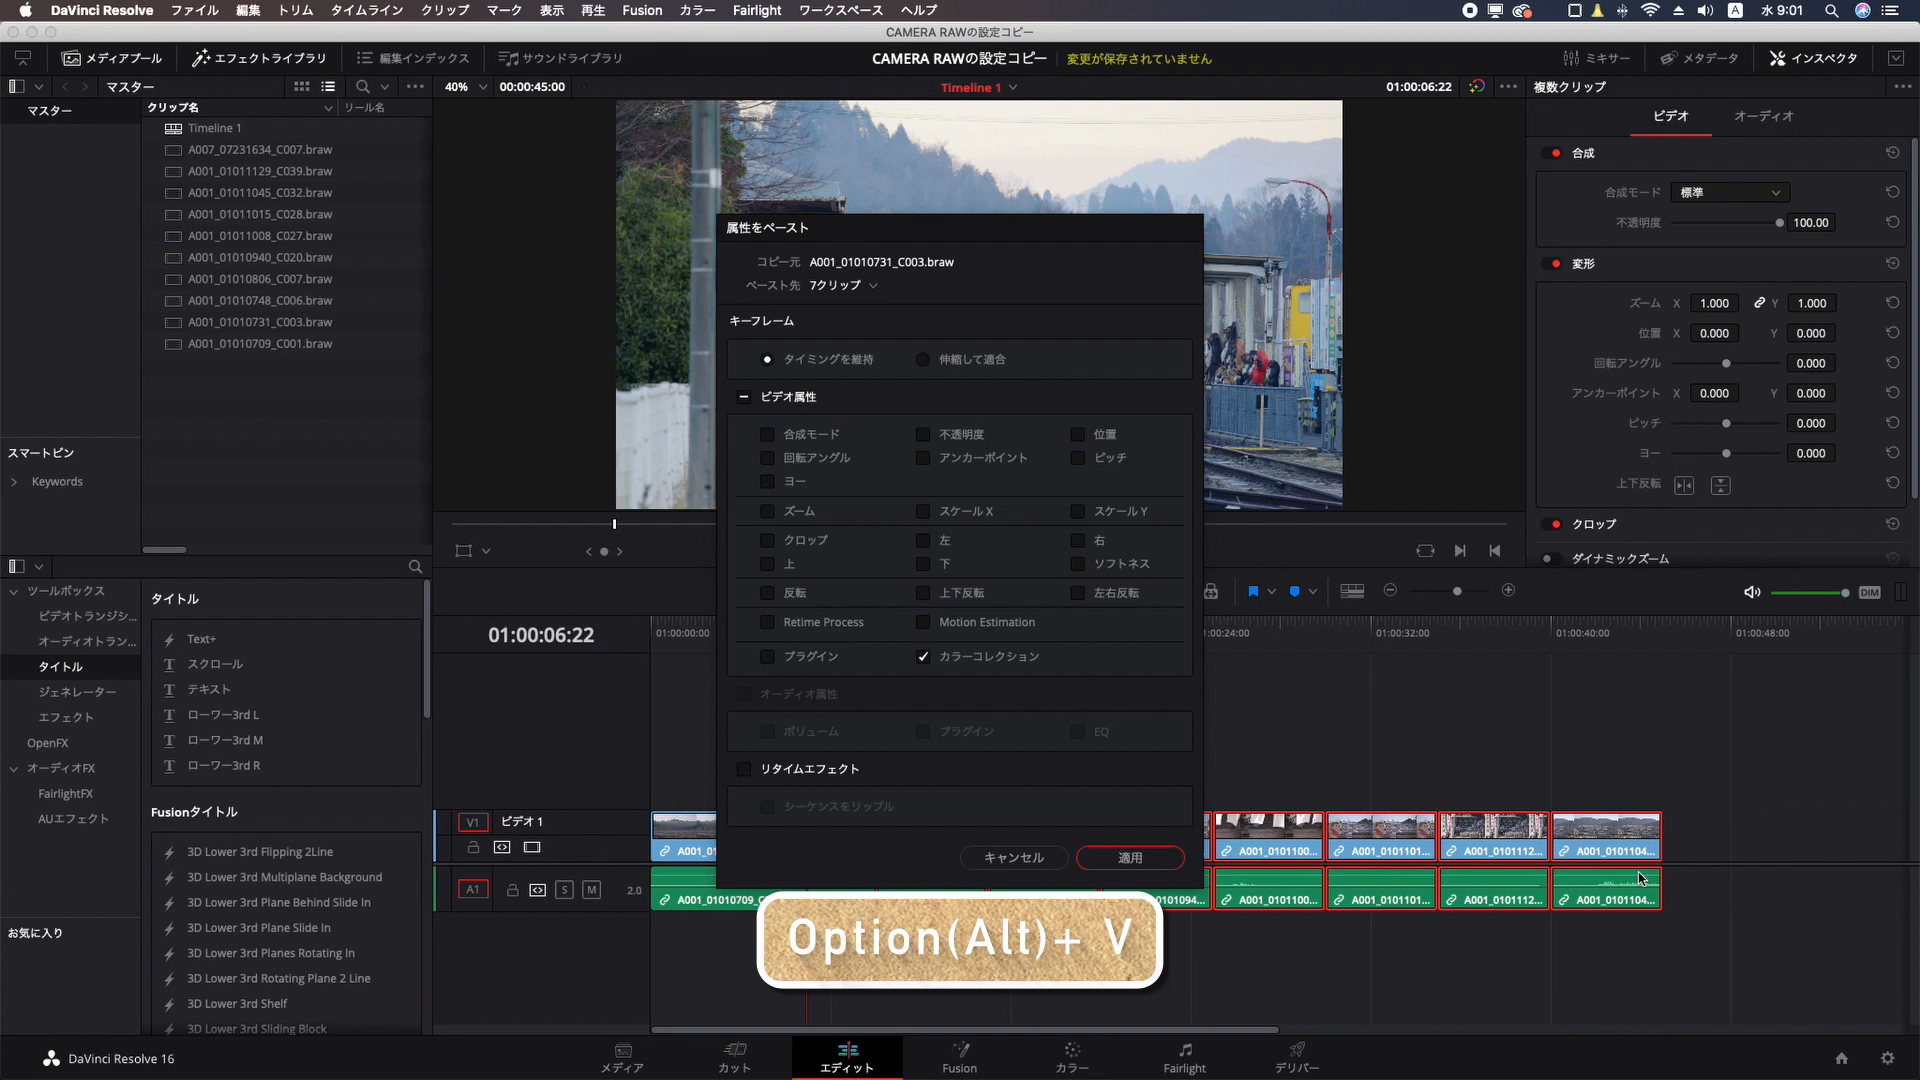 DaVinci Resolve ファイル 編集 トリム タイムライン クリップ マーク 表示 再生 Fusion カラー Fairlight ワークスペース ヘルプ
A 水 9:01
CAMERA RAWの設定コピー
メディアプール エフェクトライブラリ 編集インデックス サウンドライブラリ CAMERA RAWの設定コピー 変更が保存されていません ミキサー メタデータ インスペクタ
マスター 40% 00:00:45:00 Timeline 1 01:00:06:22 複数クリップ
マスター
クリップ名 リール名
Timeline 1
A007_07231634_C007.braw
A001_01011129_C039.braw
A001_01011045_C032.braw
A001_01011015_C028.braw
A001_01011008_C027.braw
A001_01010940_C020.braw
A001_01010806_C007.braw
A001_01010748_C006.braw
A001_01010731_C003.braw
A001_01010709_C001.braw
スマートビン
Keywords
ビデオ オーディオ
合成
合成モード 標準
不透明度 100.00
変形
ズーム X 1.000 Y 1.000
位置 X 0.000 Y 0.000
回転アングル 0.000
アンカーポイント X 0.000 Y 0.000
ピッチ 0.000
ヨー 0.000
上下反転
クロップ
ダイナミックズーム
属性をペースト
コピー元 A001_01010731_C003.braw
ペースト先 7クリップ
キーフレーム
タイミングを維持 伸縮して適合
ビデオ属性
合成モード 不透明度 位置
回転アングル アンカーポイント ピッチ
ヨー
ズーム スケール X スケール Y
クロップ 左 右
上 下 ソフトネス
反転 上下反転 左右反転
Retime Process Motion Estimation
プラグイン カラーコレクション
オーディオ属性
ボリューム プラグイン EQ
リタイムエフェクト
シーケンスをリップル
キャンセル 適用
ツールボックス
ビデオトランジシ...
オーディオトラン...
タイトル
ジェネレーター
エフェクト
OpenFX
オーディオFX
FairlightFX
AUエフェクト
お気に入り
タイトル
Text+
スクロール
テキスト
ローワー3rd L
ローワー3rd M
ローワー3rd R
Fusionタイトル
3D Lower 3rd Flipping 2Line
3D Lower 3rd Multiplane Background
3D Lower 3rd Plane Behind Slide In
3D Lower 3rd Plane Slide In
3D Lower 3rd Planes Rotating In
3D Lower 3rd Rotating Plane 2 Line
3D Lower 3rd Shelf
3D Lower 3rd Sliding Block
DIM
01:00:06:22 01:00:00:00 :00:24:00 01:00:32:00 01:00:40:00 01:00:48:00
V1 ビデオ 1
A001_01 A001_0101100... A001_0101101... A001_0101112... A001_0101104...
A1 S M 2.0
A001_01010709_C 010194... A001_0101100... A001_0101101... A001_0101112... A001_0101104...
Option(Alt)+ V
DaVinci Resolve 16 メディア カット エディット Fusion カラー Fairlight デリバー